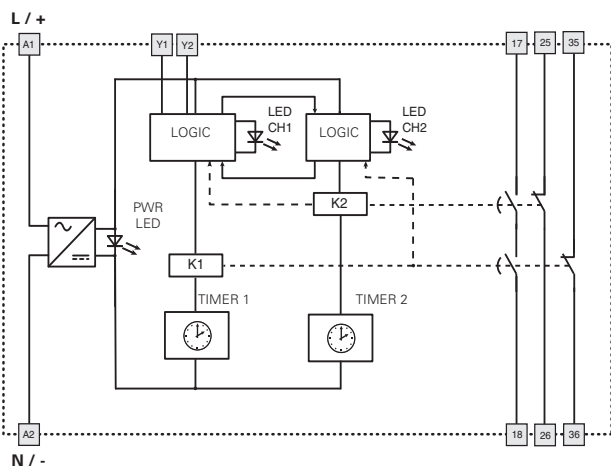 L / +
A1
Y1
Y2
17
25
35
LOGIC
LED
CH1
LOGIC
LED
CH2
K2
PWR
LED
K1
TIMER 1
TIMER 2
A2
18
26
36
N / -